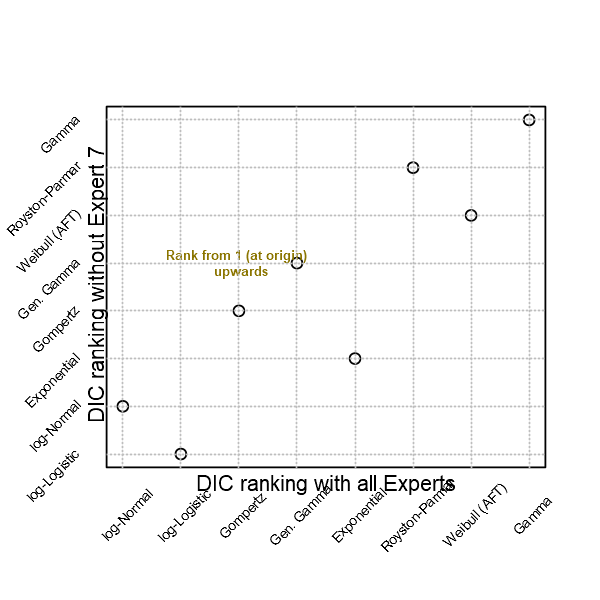 Gamma
Royston-Parmar
Weibull (AFT)
Gen. Gamma
Gompertz
Exponential
log-Normal
log-Logistic
DIC ranking without Expert 7
Rank from 1 (at origin)
upwards
DIC ranking with all Experts
log-Normal
log-Logistic
Gompertz
Gen. Gamma
Exponential
Royston-Parmar
Weibull (AFT)
Gamma